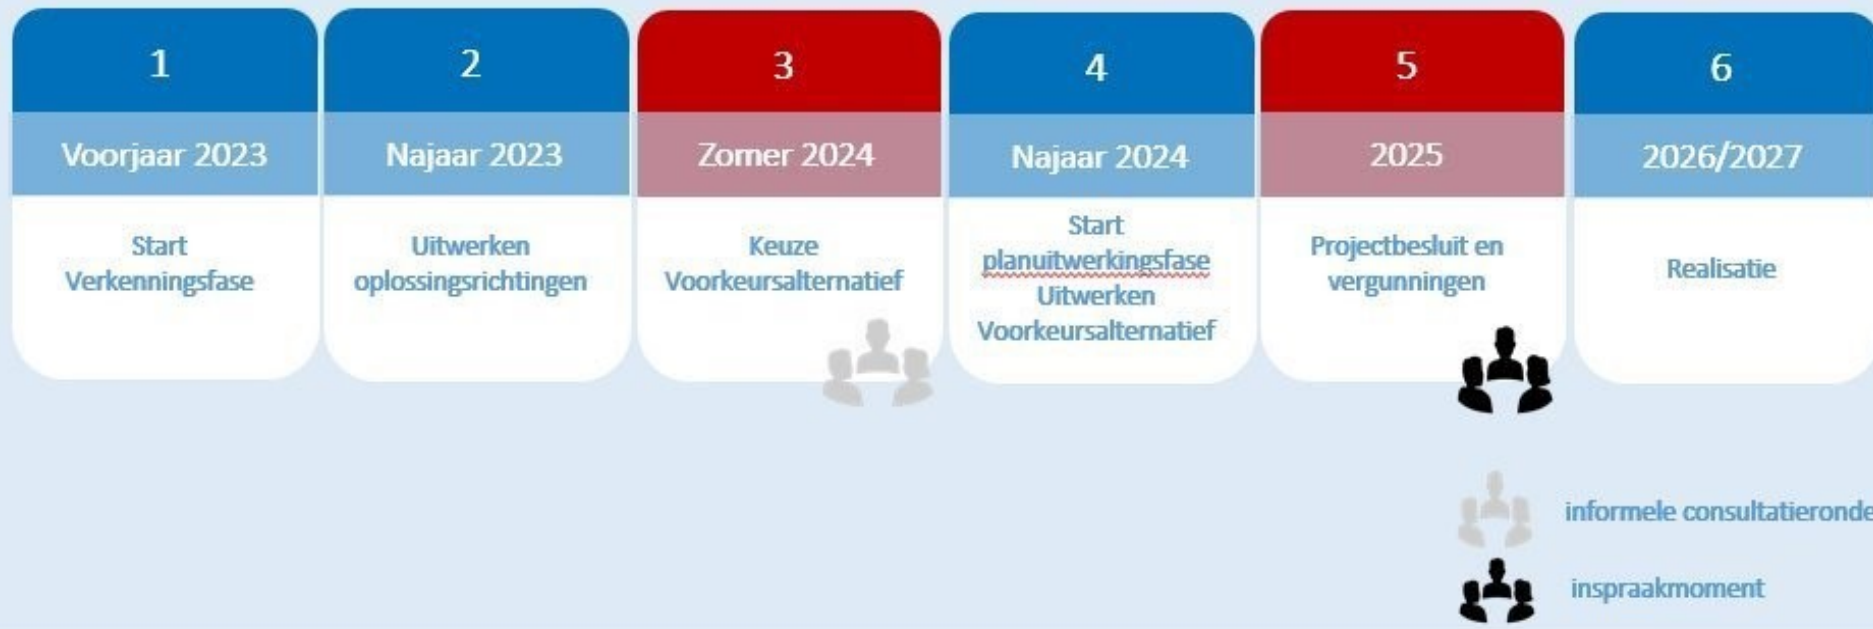 1
Voorjaar 2023
Start
Verkenningsfase
2
Najaar 2023
Uitwerken
oplossingsrichtingen
3
Zomer 2024
Keuze
Voorkeursalternatief
4
Najaar 2024
Start
planuitwerkingsfase
Uitwerken
Voorkeursalternatief
5
2025
Projectbesluit en
vergunningen
6
2026/2027
Realisatie
informele consultatieronde
inspraakmoment